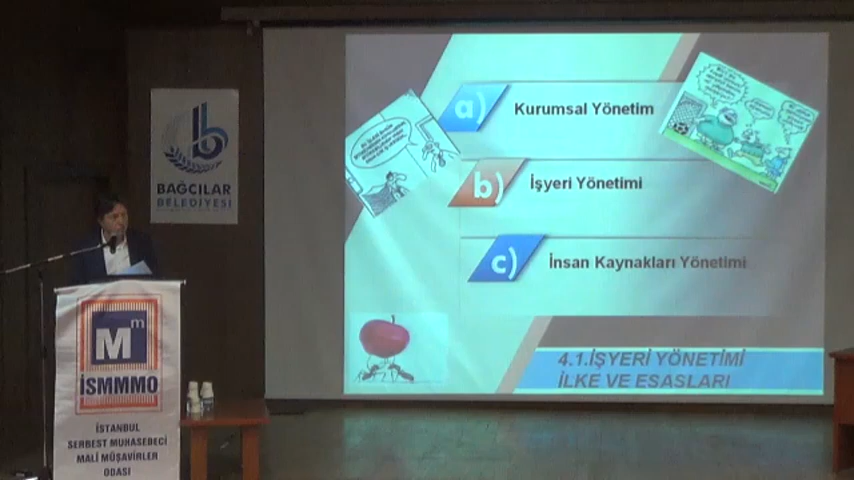 a)
Kurumsal Yönetim
b)
İşyeri Yönetimi
c)
İnsan Kaynakları Yönetimi
4.1.İŞYERİ YÖNETİMİ
İLKE VE ESASLARI
b
BAĞCILAR
BELEDİYESİ
Mm
İSMMMO
İSTANBUL
SERBEST MUHASEBECİ
MALİ MÜŞAVİRLER
ODASI